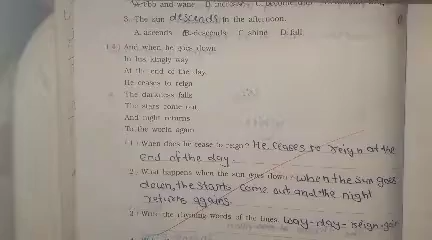 and wane D.
3. The sun descends in the afternoon.
A. ascends B. descends C. shine D. fall
And when he goes down
In his kingly way
At the end of the day
He ceases to reign
The darkness falls
The stars come out
And night returns
To the world again
1. When does he cease to reign? He ceases to reign at the
end of the day.
2. What happens when the sun goes down? when the sun goes
down, the starts come out and the night
returns agains.
3. the rhyming words of the lines. way-day-reign-